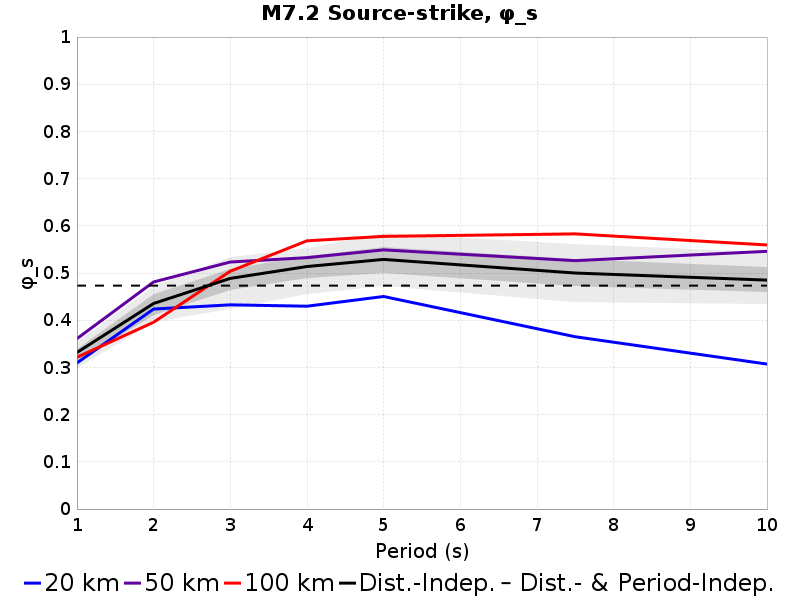 M7.2 Source-strike, φ_s
1
0.9
0.8
0.7
0.6
0.5
0.4
0.3
0.2
0.1
0
φ_s
1 2 3 4 5 6 7 8 9 10
Period (s)
20 km 50 km 100 km Dist.-Indep. Dist.- & Period-Indep.